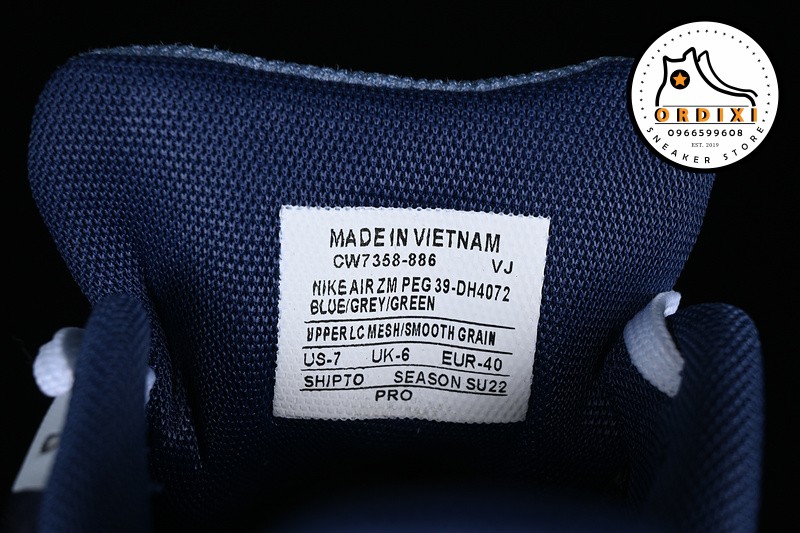 ORDIXI
0966599608
EST. 2019
SNEAKER STORE
MADE IN VIETNAM
CW7358-886 VJ
NIKE AIR ZM PEG 39-DH4072
BLUE/GREY/GREEN
UPPER LC MESH/SMOOTH GRAIN
US-7 UK-6 EUR-40
SHIPTO SEASON SU22
PRO